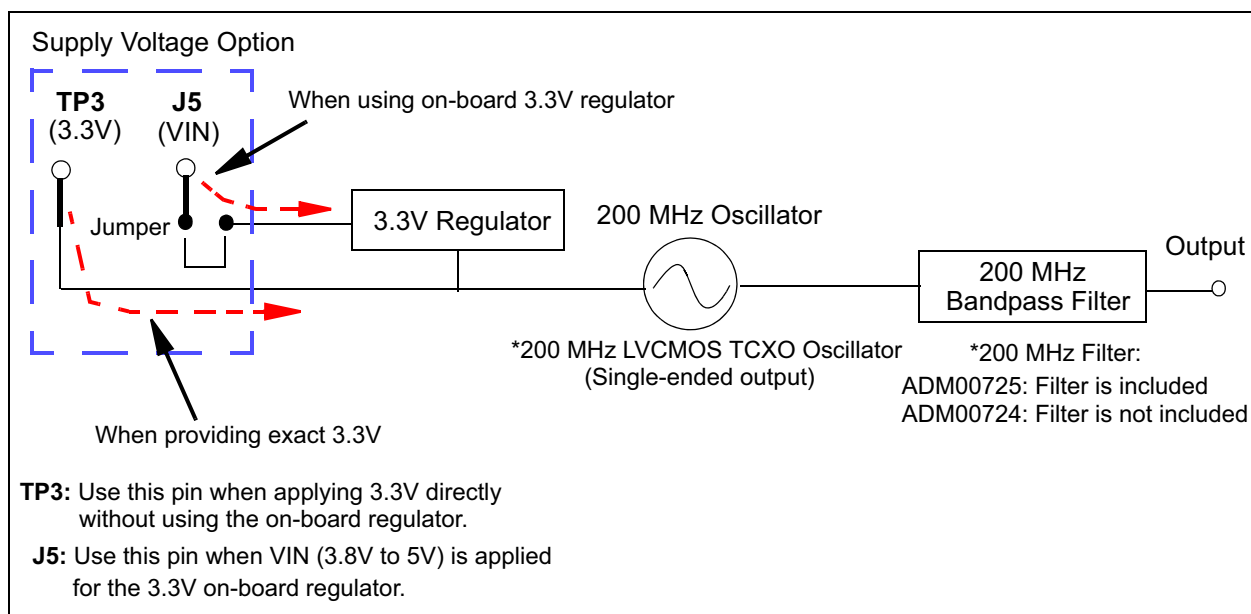 Supply Voltage Option
TP3
(3.3V)
J5
(VIN)
When using on-board 3.3V regulator
Jumper
3.3V Regulator
200 MHz Oscillator
200 MHz
Bandpass Filter
Output
*200 MHz LVCMOS TCXO Oscillator
(Single-ended output)
*200 MHz Filter:
ADM00725: Filter is included
ADM00724: Filter is not included
When providing exact 3.3V
TP3: Use this pin when applying 3.3V directly
without using the on-board regulator.
J5: Use this pin when VIN (3.8V to 5V) is applied
for the 3.3V on-board regulator.